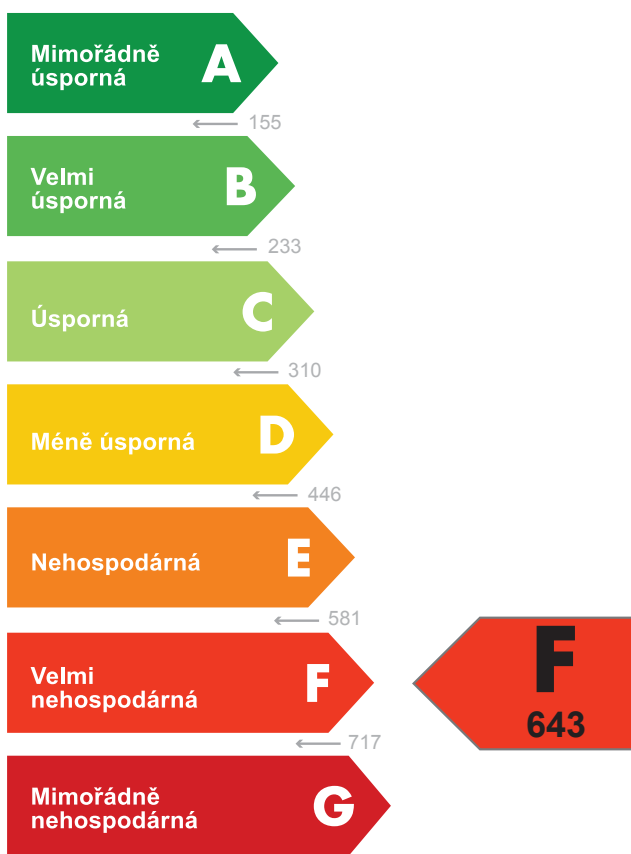 Mimořádně
úsporná
A
155
Velmi
úsporná
B
233
Úsporná
C
310
Méně úsporná
D
446
Nehospodárná
E
581
Velmi
nehospodárná
F
F
643
717
Mimořádně
nehospodárná
G